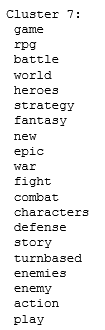 Cluster 7:
game
rpg
battle
world
heroes
strategy
fantasy
new
epic
war
fight
combat
characters
defense
story
turnbased
enemies
enemy
action
play